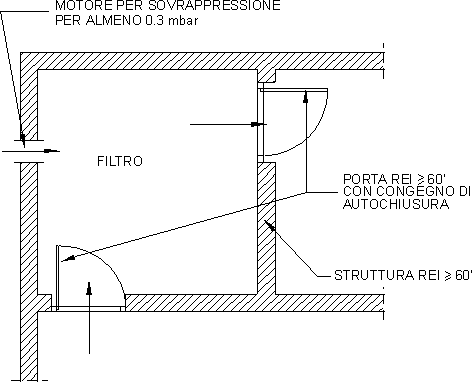 MOTORE PER SOVRAPPRESSIONE
PER ALMENO 0.3 mbar
FILTRO
PORTA REI ≥60'
CON CONGEGNO DI
AUTOCHIUSURA
STRUTTURA REI ≥60'